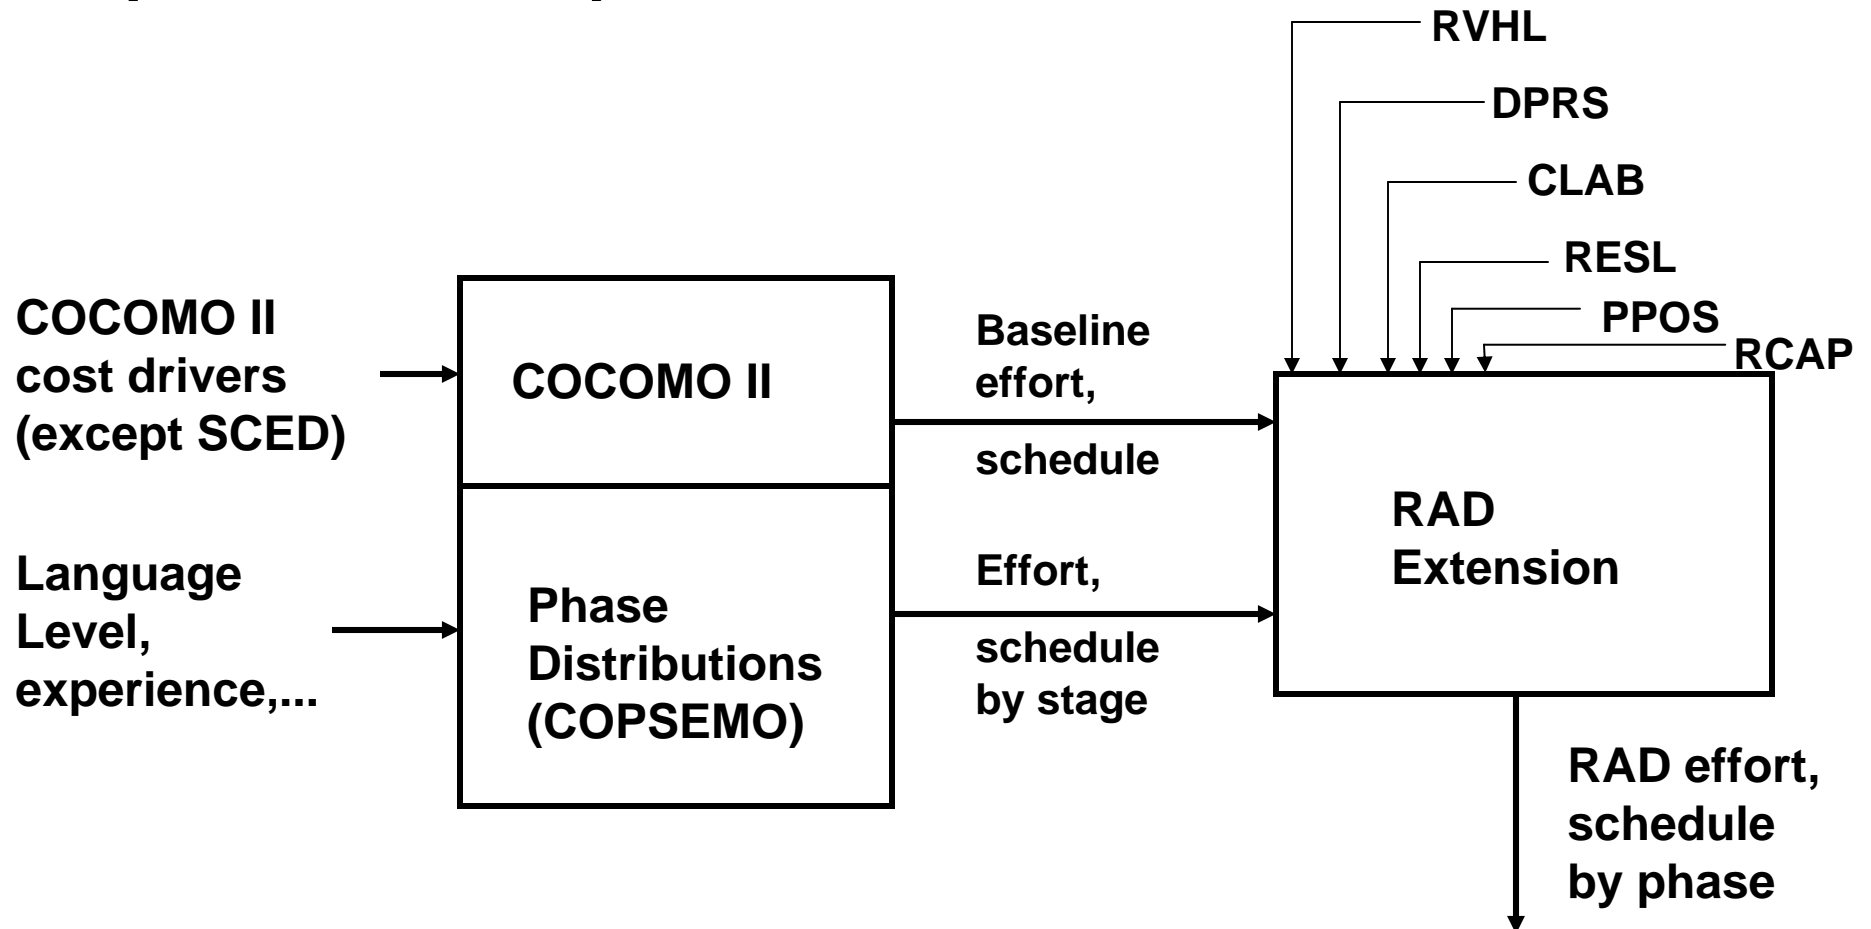 RVHL
DPRS
CLAB
RESL
PPOS
RCAP
COCOMO II
cost drivers
(except SCED)
COCOMO II
Baseline
effort,
schedule
RAD
Extension
Language
Level,
experience,...
Phase
Distributions
(COPSEMO)
Effort,
schedule
by stage
RAD effort,
schedule
by phase